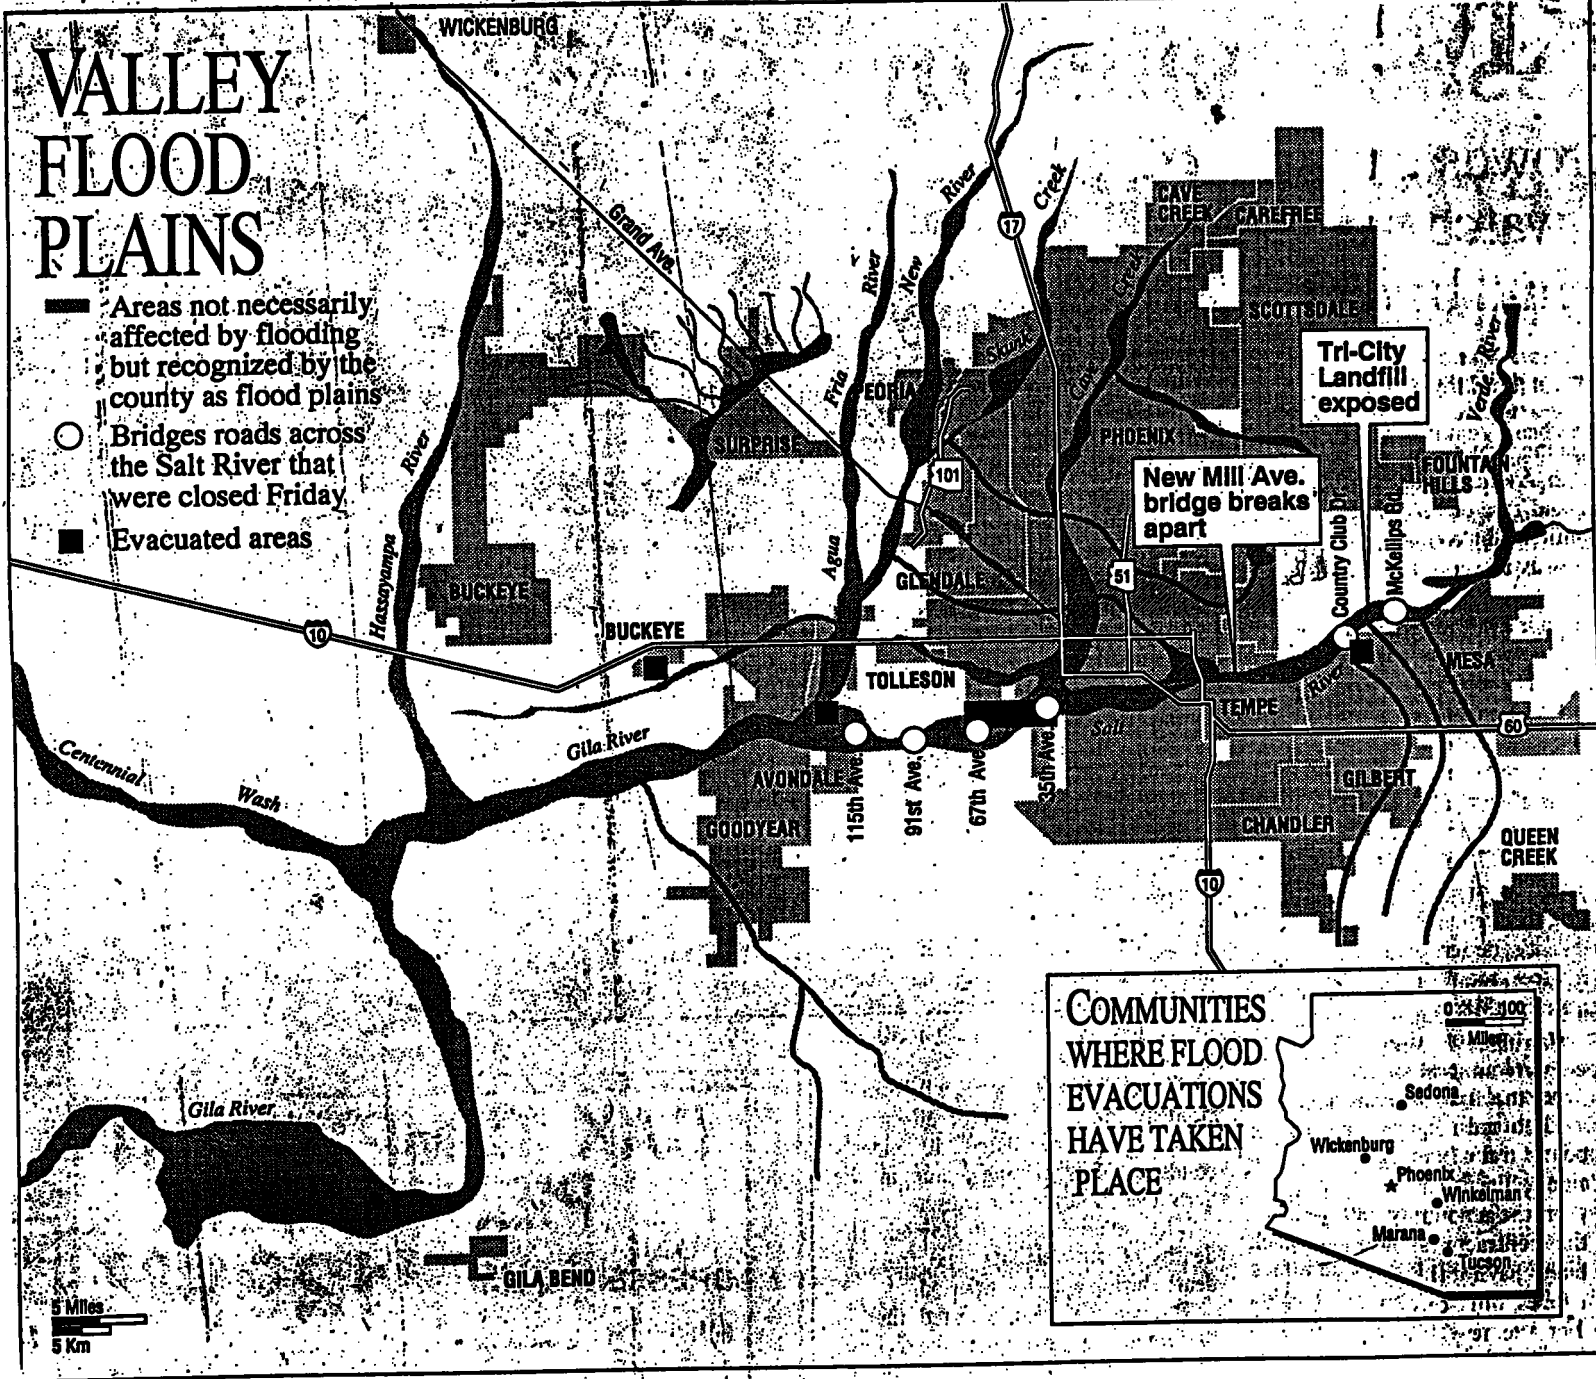 VALLEY
FLOOD
PLAINS
Areas not necessarily
affected by flooding
but recognized by the
county as flood plains
Bridges roads across
the Salt River that
were closed Friday
Evacuated areas
WICKENBURG
Grand Ave.
Hassayampa
River
Agua
Fria
River
New
River
17
Creek
Skunk
Cave
Creek
CAVE
CREEK
CAREFREE
SCOTTSDALE
PEORIA
SURPRISE
101
PHOENIX
Tri-City
Landfill
exposed
New Mill Ave.
bridge breaks
apart
Verde River
FOUNTAIN
HILLS
Country Club Dr.
McKellips Rd.
GLENDALE
51
BUCKEYE
10
BUCKEYE
TOLLESON
MESA
River
TEMPE
Salt
60
Gila River
Centennial
Wash
AVONDALE
115th Ave.
91st Ave.
67th Ave.
35th Ave.
GILBERT
GOODYEAR
CHANDLER
QUEEN
CREEK
10
Gila River
GILA BEND
5 Miles
5 Km
COMMUNITIES
WHERE FLOOD
EVACUATIONS
HAVE TAKEN
PLACE
0 100
Miles
Sedona
Wickenburg
Phoenix
Winkelman
Marana
Tucson